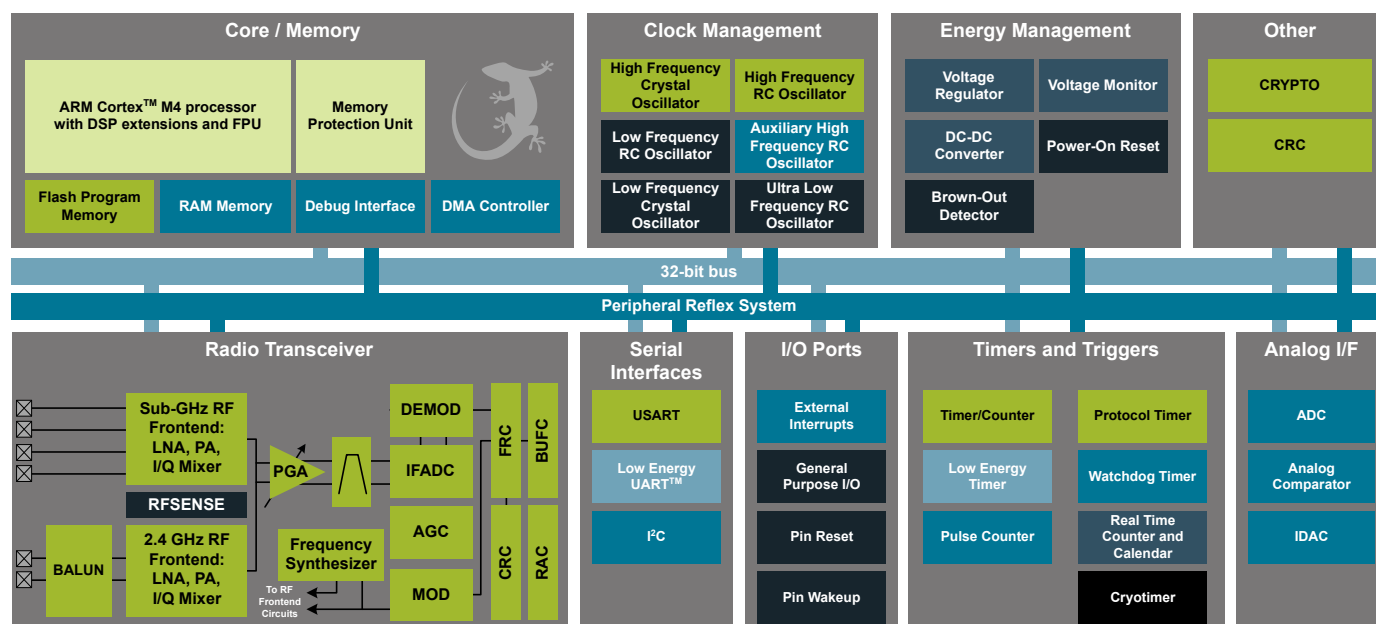 Core / Memory
ARM Cortex™ M4 processor
with DSP extensions and FPU
Memory
Protection Unit
Flash Program
Memory
RAM Memory
Debug Interface
DMA Controller
Clock Management
High Frequency
Crystal
Oscillator
High Frequency
RC Oscillator
Low Frequency
RC Oscillator
Auxiliary High
Frequency RC
Oscillator
Low Frequency
Crystal
Oscillator
Ultra Low
Frequency RC
Oscillator
Energy Management
Voltage
Regulator
Voltage Monitor
DC-DC
Converter
Power-On Reset
Brown-Out
Detector
Other
CRYPTO
CRC
32-bit bus
Peripheral Reflex System
Radio Transceiver
Sub-GHz RF
Frontend:
LNA, PA,
I/Q Mixer
RFSENSE
BALUN
2.4 GHz RF
Frontend:
LNA, PA,
I/Q Mixer
PGA
DEMOD
IFADC
AGC
Frequency
Synthesizer
MOD
To RF
Frontend
Circuits
FRC
BUFC
CRC
RAC
Serial
Interfaces
USART
Low Energy
UART™
I²C
I/O Ports
External
Interrupts
General
Purpose I/O
Pin Reset
Pin Wakeup
Timers and Triggers
Timer/Counter
Protocol Timer
Low Energy
Timer
Watchdog Timer
Pulse Counter
Real Time
Counter and
Calendar
Cryotimer
Analog I/F
ADC
Analog
Comparator
IDAC